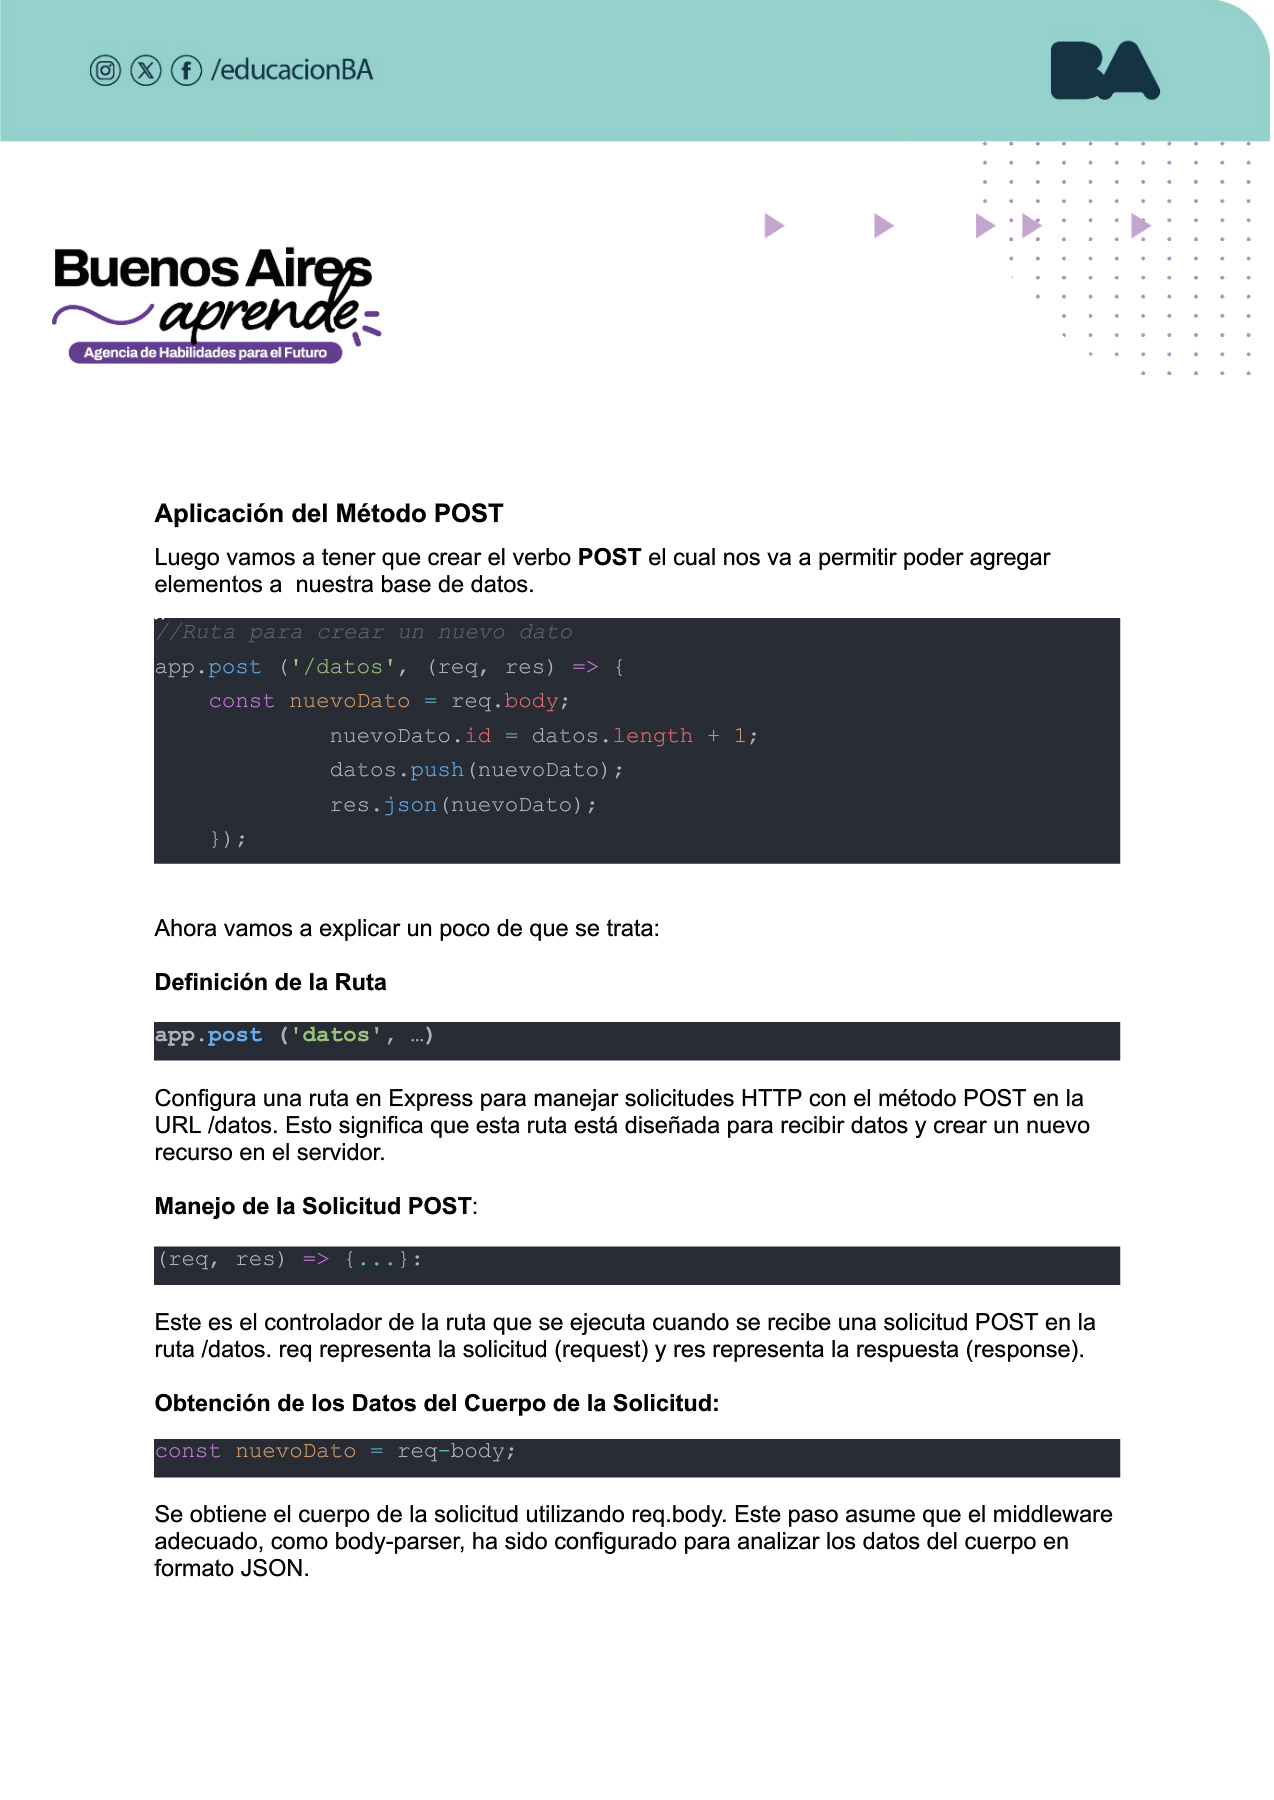 /educacionBA
BA
Buenos Aires
aprende
Agencia de Habilidades para el Futuro
Aplicación del Método POST
Luego vamos a tener que crear el verbo POST el cual nos va a permitir poder agregar
elementos a  nuestra base de datos.
//Ruta para crear un nuevo dato
app.post ('/datos', (req, res) => {
    const nuevoDato = req.body;
             nuevoDato.id = datos.length + 1;
             datos.push(nuevoDato);
             res.json(nuevoDato);
    });
Ahora vamos a explicar un poco de que se trata:
Definición de la Ruta
app.post ('datos', …)
Configura una ruta en Express para manejar solicitudes HTTP con el método POST en la
URL /datos. Esto significa que esta ruta está diseñada para recibir datos y crear un nuevo
recurso en el servidor.
Manejo de la Solicitud POST:
(req, res) => {...}:
Este es el controlador de la ruta que se ejecuta cuando se recibe una solicitud POST en la
ruta /datos. req representa la solicitud (request) y res representa la respuesta (response).
Obtención de los Datos del Cuerpo de la Solicitud:
const nuevoDato = req-body;
Se obtiene el cuerpo de la solicitud utilizando req.body. Este paso asume que el middleware
adecuado, como body-parser, ha sido configurado para analizar los datos del cuerpo en
formato JSON.